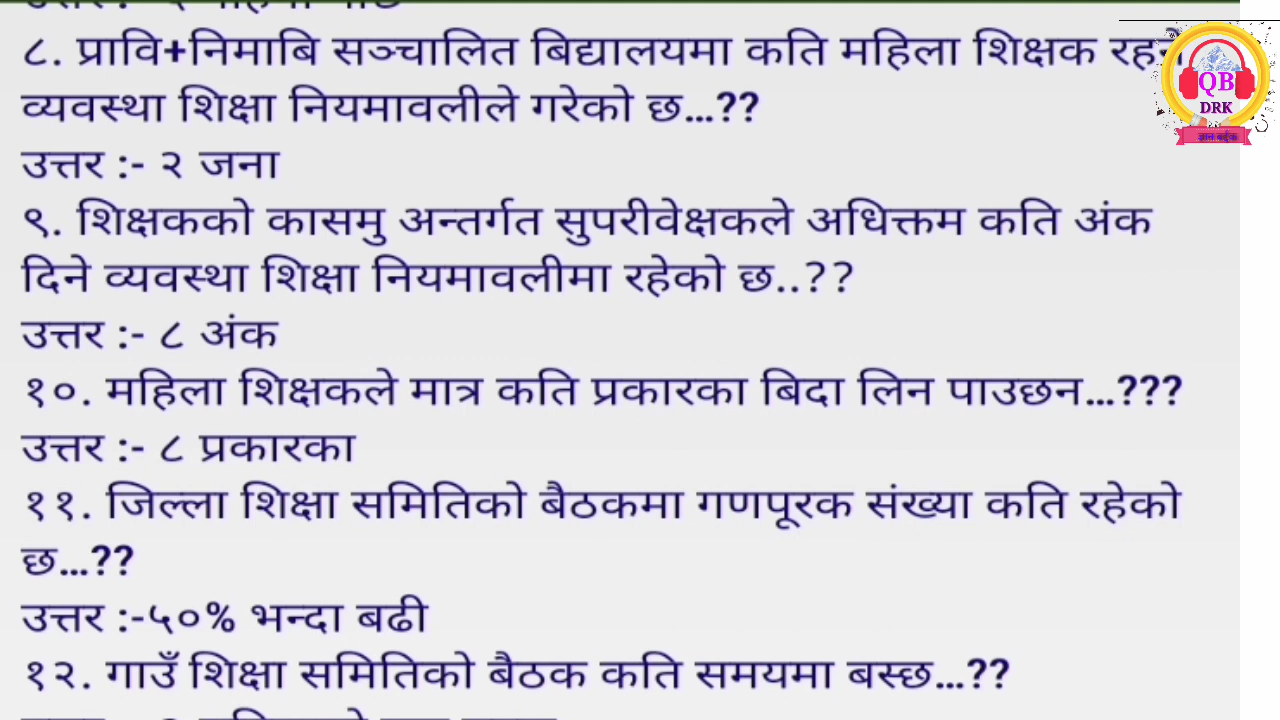 ८. प्रावि+निमाबि सञ्चालित बिद्यालयमा कति महिला शिक्षक रहने
व्यवस्था शिक्षा नियमावलीले गरेको छ...??
उत्तर :- २ जना
९. शिक्षकको कासमु अन्तर्गत सुपरीवेक्षकले अधिक्तम कति अंक
दिने व्यवस्था शिक्षा नियमावलीमा रहेको छ..??
उत्तर :- ८ अंक
१०. महिला शिक्षकले मात्र कति प्रकारका बिदा लिन पाउछन...???
उत्तर :- ८ प्रकारका
११. जिल्ला शिक्षा समितिको बैठकमा गणपूरक संख्या कति रहेको
छ...??
उत्तर :-५०% भन्दा बढी
१२. गाउँ शिक्षा समितिको बैठक कति समयमा बस्छ...??
QB
DRK